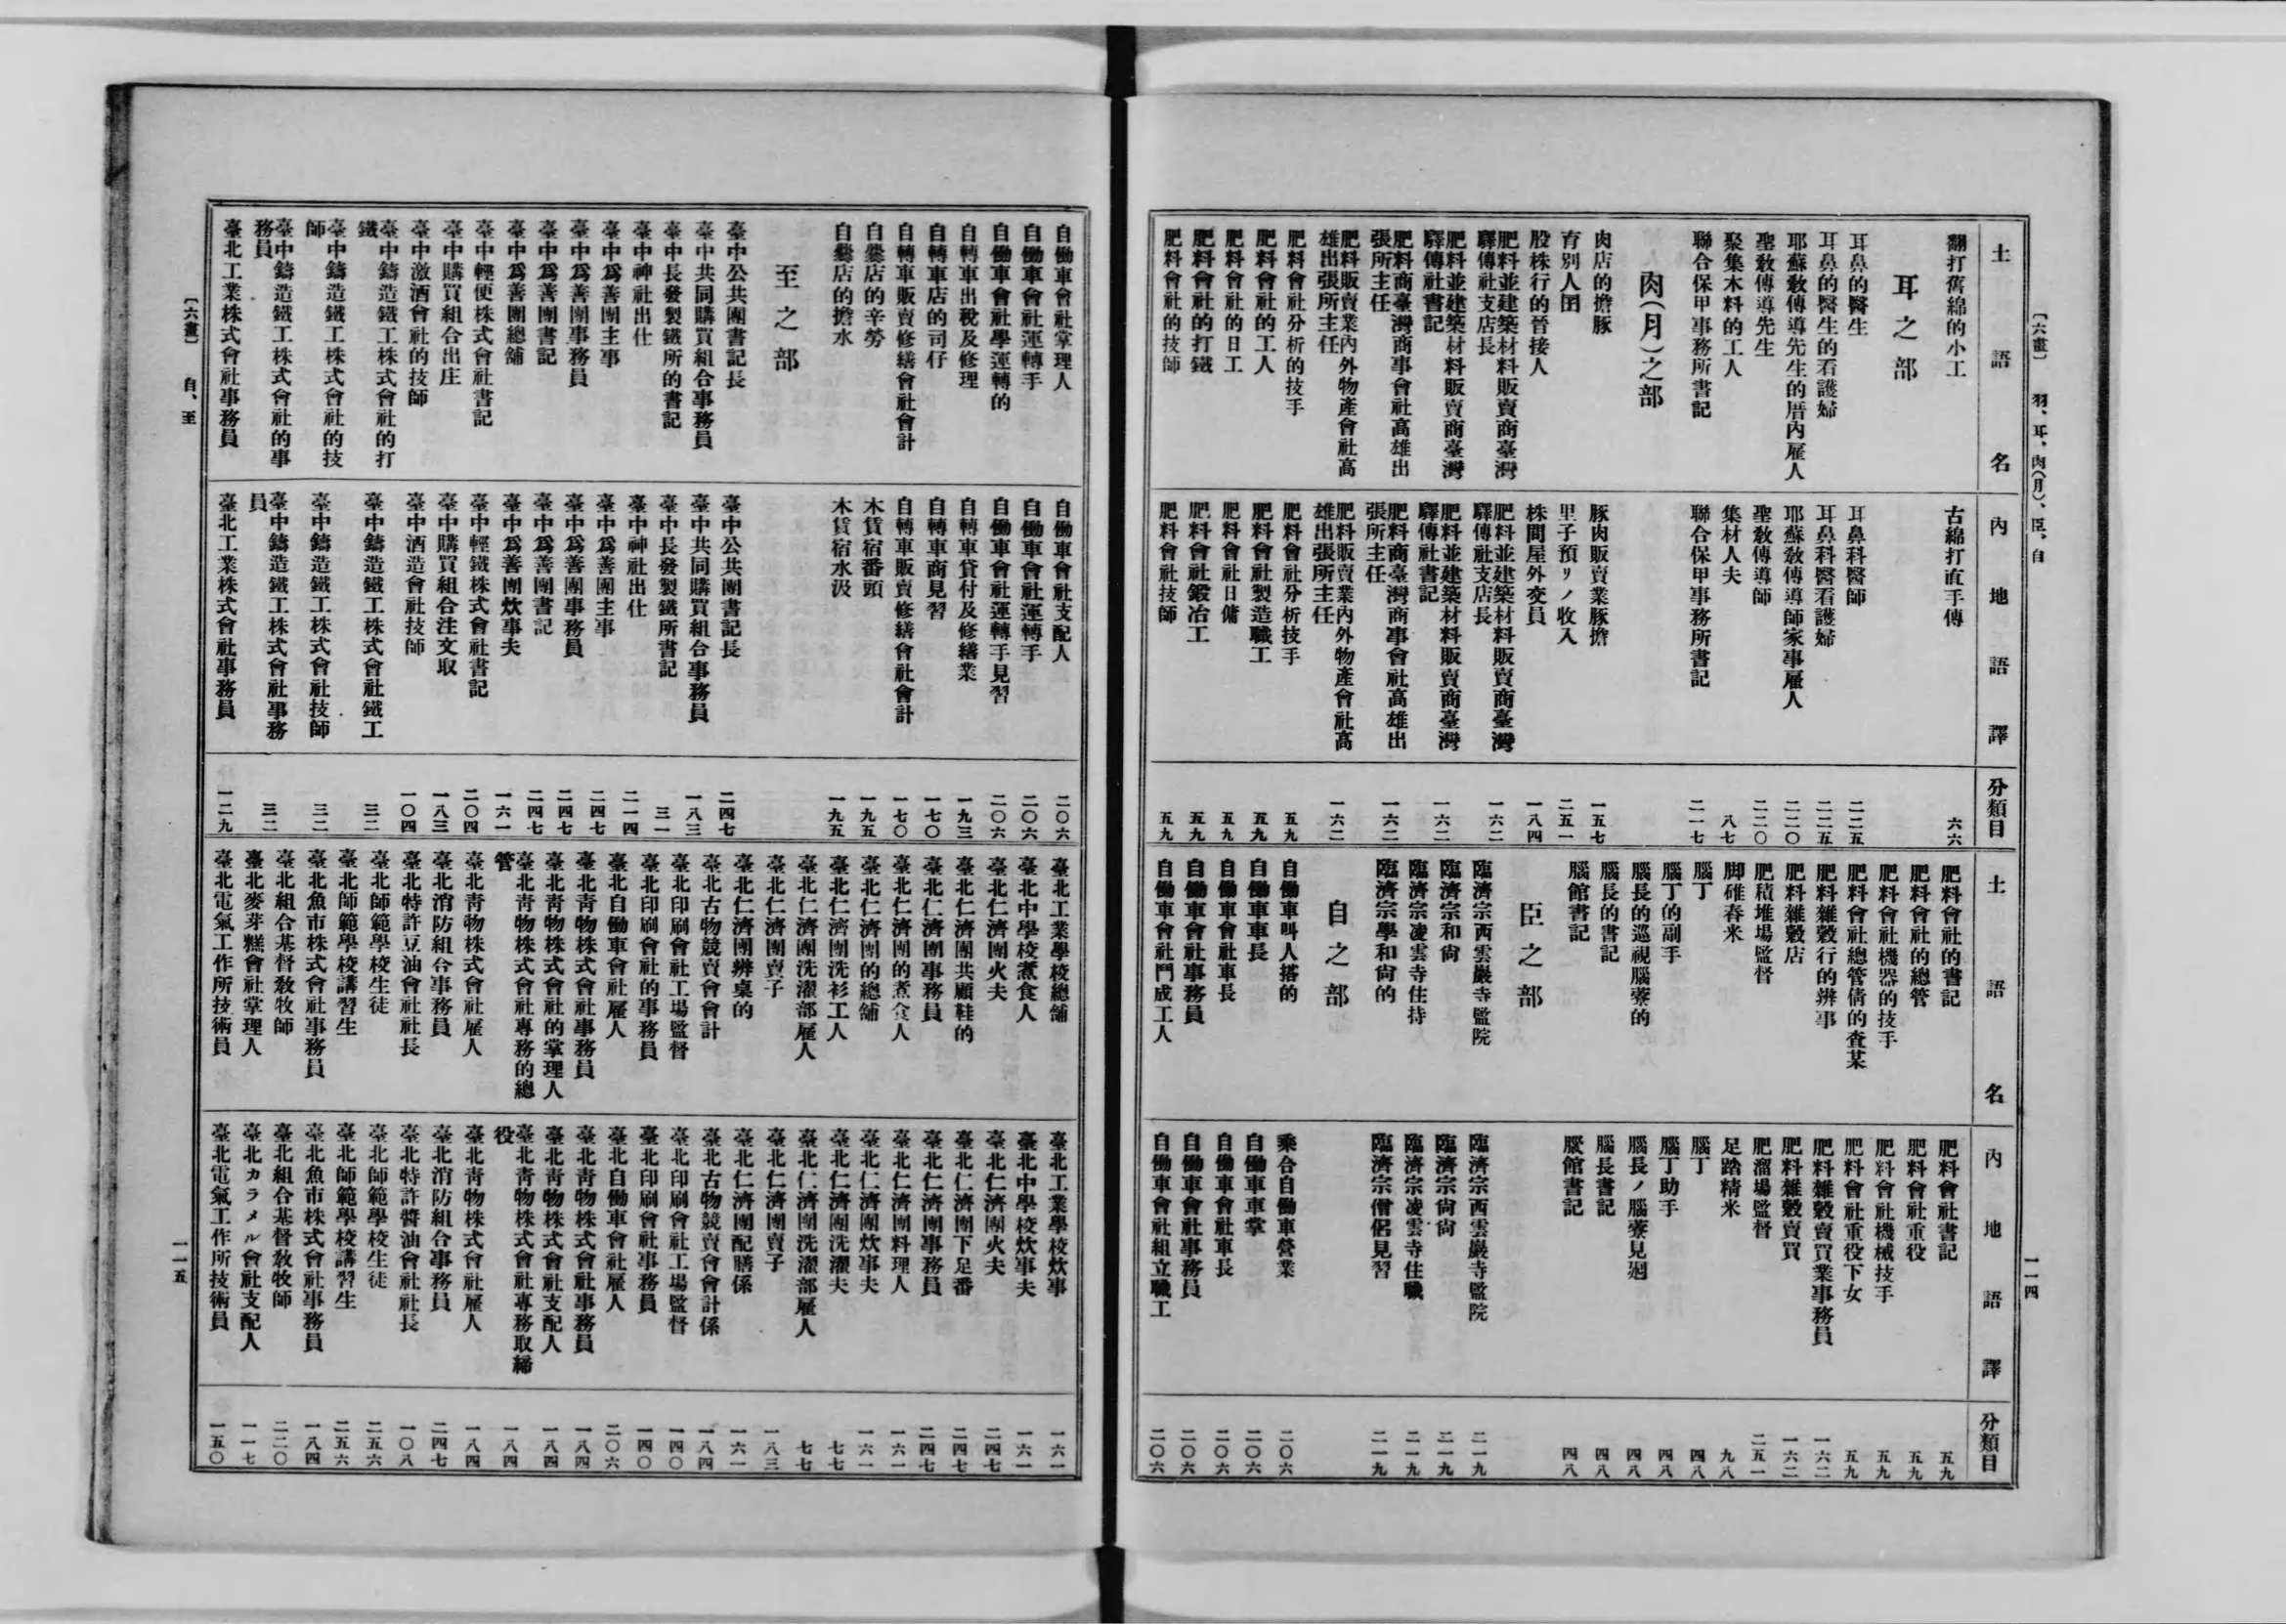 〔六畫〕 羽、耳、肉(月)、臣、自
一一四
土語名 內地語譯 分類目
翻打舊綿的小工 古綿打直手傳 六六
耳之部
耳鼻的醫生 耳鼻科醫師 二二五
耳鼻的醫生的看護婦 耳鼻科醫看護婦 二二五
耶蘇敎傳導先生的厝內雇人 耶蘇敎傳導師家事雇人 二二〇
聖敎傳導先生 聖敎傳導師 二二〇
聚集木料的工人 集材人夫 八七
聯合保甲事務所書記 聯合保甲事務所書記 二一七
肉(月)之部
肉店的擔豚 豚肉販賣業豚擔 一五七
育別人囝 里子預リノ收入 二五一
股株行的晉接人 株問屋外交員 一八四
肥料並建築材料販賣商臺灣 肥料並建築材料販賣商臺灣
驛傳社支店長 驛傳社支店長 一六二
肥料並建築材料販賣商臺灣 肥料並建築材料販賣商臺灣
驛傳社書記 驛傳社書記 一六二
肥料商臺灣商事會社高雄出 肥料商臺灣商事會社高雄出
張所主任 張所主任 一六二
肥料販賣業內外物產會社高 肥料販賣業內外物產會社高
雄出張所主任 雄出張所主任 一六二
肥料會社分析的技手 肥料會社分析技手 五九
肥料會社的工人 肥料會社製造職工 五九
肥料會社的日工 肥料會社日傭 五九
肥料會社的打鐵 肥料會社鍛冶工 五九
肥料會社的技師 肥料會社技師 五九
土語名 內地語譯 分類目
肥料會社的書記 肥料會社書記 五九
肥料會社的總管 肥料會社重役 五九
肥料會社機器的技手 肥料會社機械技手 五九
肥料會社總管倩的査某 肥料會社重役下女 五九
肥料雜穀行的辨事 肥料雜穀賣買業事務員 一六二
肥料雜穀店 肥料雜穀賣買 一六二
肥積堆場監督 肥溜場監督 二五一
脚碓舂米 足踏精米 九八
腦丁 腦丁 四八
腦丁的副手 腦丁助手 四八
腦長的巡視腦藔的 腦長ノ腦藔見廻 四八
腦長的書記 腦長書記 四八
腦館書記 腦館書記 四八
臣之部
臨濟宗西雲巖寺監院 臨濟宗西雲巖寺監院 二一九
臨濟宗和尙 臨濟宗和尙 二一九
臨濟宗凌雲寺住持 臨濟宗凌雲寺住職 二一九
臨濟宗學和尙的 臨濟宗僧侶見習 二一九
自之部
自働車叫人搭的 乘合自働車營業 二〇六
自働車車長 自働車車掌 二〇六
自働車會社車長 自働車會社車長 二〇六
自働車會社事務員 自働車會社事務員 二〇六
自働車會社鬥成工人 自働車會社組立職工 二〇六
自働車會社掌理人 自働車會社支配人 二〇六
自働車會社運轉手 自働車會社運轉手 二〇六
自働車會社學運轉的 自働車會社運轉手見習 二〇六
自轉車出稅及修理 自轉車貸付及修繕業 一九三
自轉車店的司仔 自轉車商見習 一七〇
自轉車販賣修繕會社會計 自轉車販賣修繕會社會計 一七〇
自爨店的辛勞 木賃宿番頭 一九五
自爨店的擔水 木賃宿水汲 一九五
至之部
臺中公共團書記長 臺中公共團書記長 二四七
臺中共同購買組合事務員 臺中共同購買組合事務員 一八三
臺中長發製鐵所的書記 臺中長發製鐵所書記 三一
臺中神社出仕 臺中神社出仕 二一四
臺中爲善團主事 臺中爲善團主事 二四七
臺中爲善團事務員 臺中爲善團事務員 二四七
臺中爲善團書記 臺中爲善團書記 二四七
臺中爲善團總舖 臺中爲善團炊事夫 一六一
臺中輕便株式會社書記 臺中輕鐵株式會社書記 二〇四
臺中購買組合出庄 臺中購買組合注文取 一八三
臺中激酒會社的技師 臺中酒造會社技師 一〇四
臺中鑄造鐵工株式會社的打 臺中鑄造鐵工株式會社鐵工 三二
鐵
臺中鑄造鐵工株式會社的技 臺中鑄造鐵工株式會社技師 三二
師
臺中鑄造鐵工株式會社的事 臺中鑄造鐵工株式會社事務 三二
務員 員
臺北工業株式會社事務員 臺北工業株式會社事務員 一二九
臺北工業學校總舖 臺北工業學校炊事 一六一
臺北中學校煮食人 臺北中學校炊事夫 一六一
臺北仁濟團火夫 臺北仁濟團火夫 二四七
臺北仁濟團共顧鞋的 臺北仁濟團下足番 二四七
臺北仁濟團事務員 臺北仁濟團事務員 二四七
臺北仁濟團的煮食人 臺北仁濟團料理人 一六一
臺北仁濟團的總舖 臺北仁濟團炊事夫 一六一
臺北仁濟團洗衫工人 臺北仁濟團洗濯夫 七七
臺北仁濟團洗濯部雇人 臺北仁濟團洗濯部雇人 七七
臺北仁濟團賣子 臺北仁濟團賣子 一八三
臺北仁濟團辨桌的 臺北仁濟團配膳係 一六一
臺北古物競賣會會計 臺北古物競賣會會計係 一八四
臺北印刷會社工場監督 臺北印刷會社工場監督 一四〇
臺北印刷會社的事務員 臺北印刷會社事務員 一四〇
臺北自働車會社雇人 臺北自働車會社雇人 二〇六
臺北靑物株式會社事務員 臺北靑物株式會社事務員 一八四
臺北靑物株式會社的掌理人 臺北靑物株式會社支配人 一八四
臺北靑物株式會社專務的總 臺北靑物株式會社專務取締 一八四
管 役
臺北靑物株式會社雇人 臺北靑物株式會社雇人 一八四
臺北消防組合事務員 臺北消防組合事務員 二四七
臺北特許豆油會社社長 臺北特許醬油會社社長 一〇八
臺北師範學校生徒 臺北師範學校生徒 二五六
臺北師範學校講習生 臺北師範學校講習生 二五六
臺北魚市株式會社事務員 臺北魚市株式會社事務員 一八四
臺北組合基督敎牧師 臺北組合基督敎牧師 二二〇
臺北麥芽糕會社掌理人 臺北カラメル會社支配人 一一七
臺北電氣工作所技術員 臺北電氣工作所技術員 一五〇
〔六畫〕 自、至
一一五